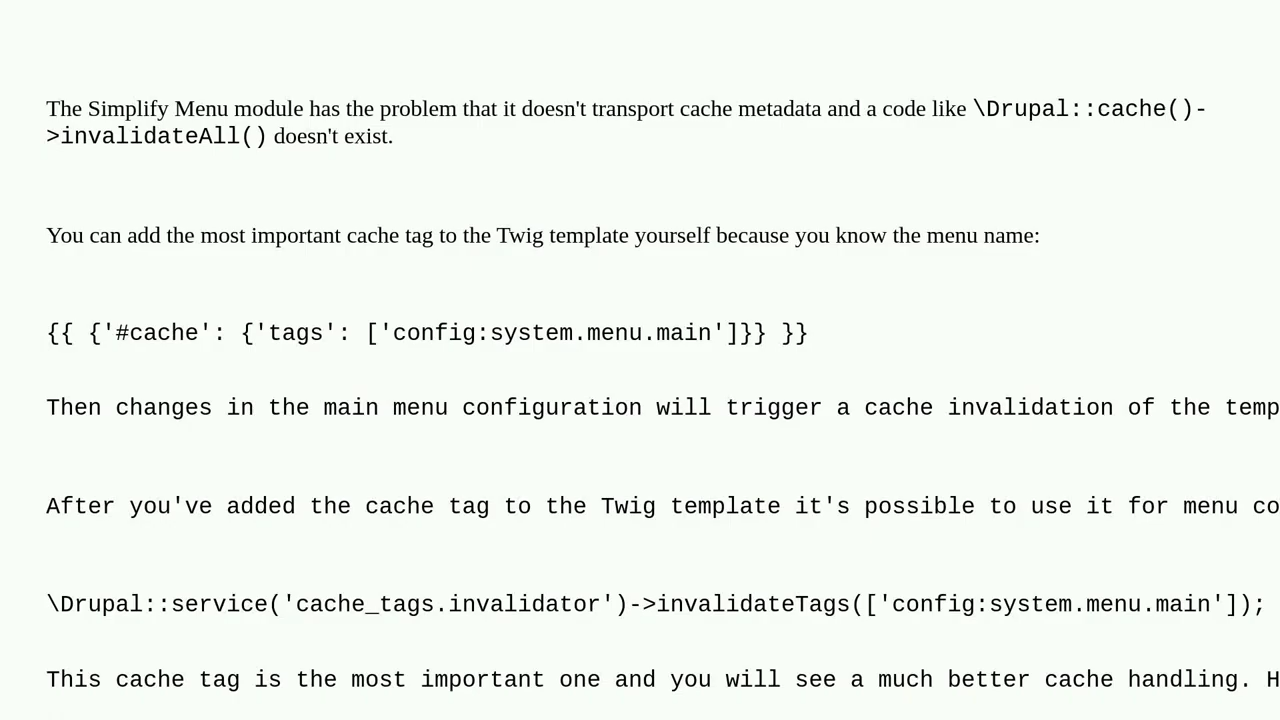 The Simplify Menu module has the problem that it doesn't transport cache metadata and a code like \Drupal::cache()-
>invalidateAll() doesn't exist.
You can add the most important cache tag to the Twig template yourself because you know the menu name:
{{ {'#cache': {'tags': ['config:system.menu.main']}} }}
Then changes in the main menu configuration will trigger a cache invalidation of the temp
After you've added the cache tag to the Twig template it's possible to use it for menu co
\Drupal::service('cache_tags.invalidator')->invalidateTags(['config:system.menu.main']);
This cache tag is the most important one and you will see a much better cache handling. H